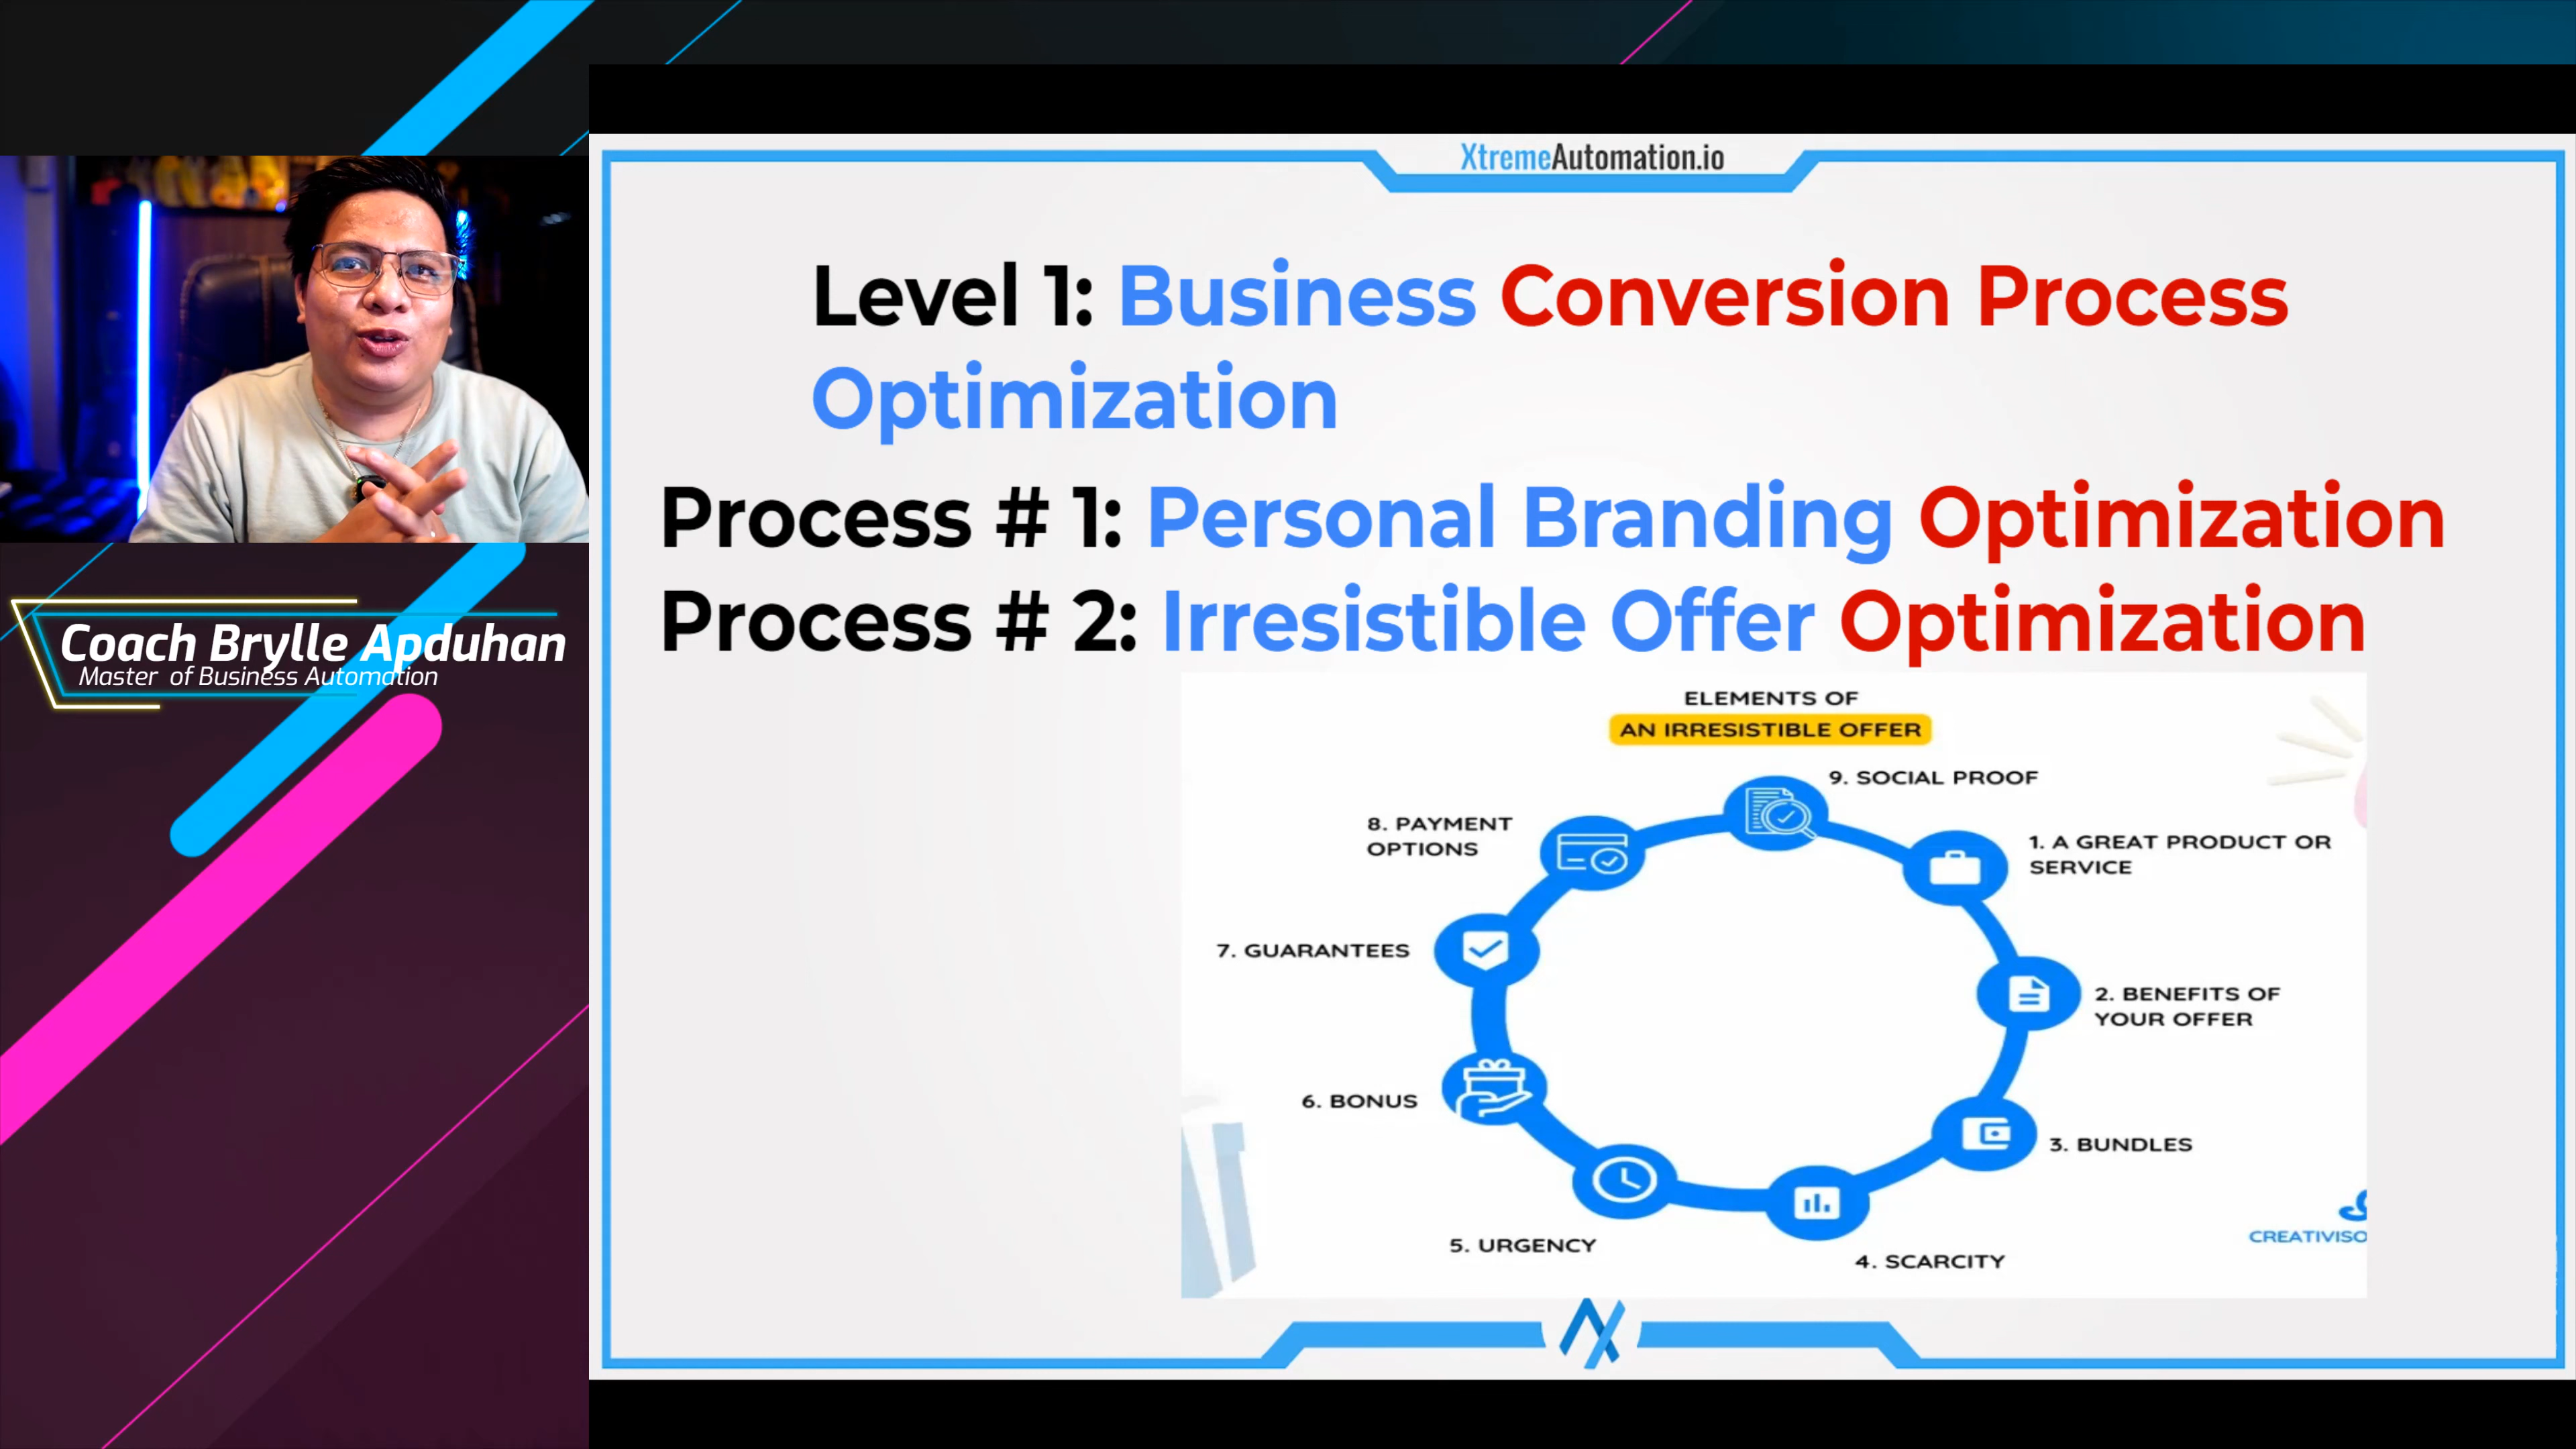 XtremeAutomation.io
Level 1: Business Conversion Process
Optimization
Process # 1: Personal Branding Optimization
Process # 2: Irresistible Offer Optimization
Coach Brylle Apduhan
Master of Business Automation
ELEMENTS OF
AN IRRESISTIBLE OFFER
9. SOCIAL PROOF
8. PAYMENT
OPTIONS
1. A GREAT PRODUCT OR
SERVICE
7. GUARANTEES
2. BENEFITS OF
YOUR OFFER
6. BONUS
3. BUNDLES
5. URGENCY
4. SCARCITY
CREATIVISO